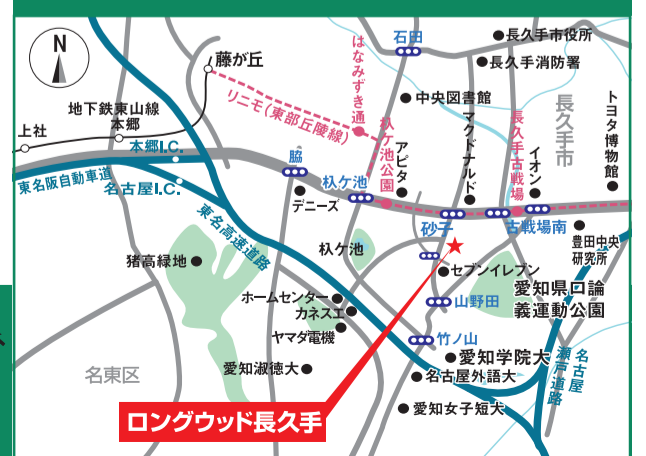 N
藤が丘
石田
長久手市役所
長久手消防署
はなみずき通
中央図書館
地下鉄東山線
本郷
上社
リニモ(東部丘陵線)
マクドナルド
長久手市
トヨタ博物館
本郷I.C.
脇
杁ケ池公園
アピタ
長久手古戦場
イオン
東名阪自動車道
名古屋I.C.
デニーズ
杁ケ池
砂子
古戦場南
東名高速道路
杁ケ池
豊田中央
研究所
猪高緑地
セブンイレブン
愛知県口論
義運動公園
ホームセンター
カネスエ
山野田
ヤマダ電機
竹ノ山
愛知淑徳大
愛知学院大
名古屋
瀬戸道路
名東区
名古屋外語大
愛知女子短大
ロングウッド長久手